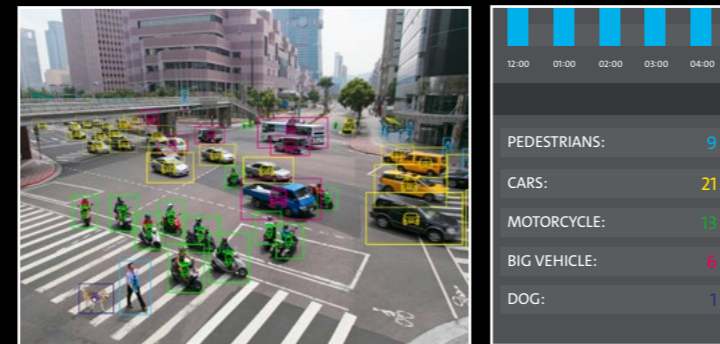 12:00 01:00 02:00 03:00 04:00
PEDESTRIANS: 9
CARS: 21
MOTORCYCLE: 13
BIG VEHICLE: 6
DOG: 1